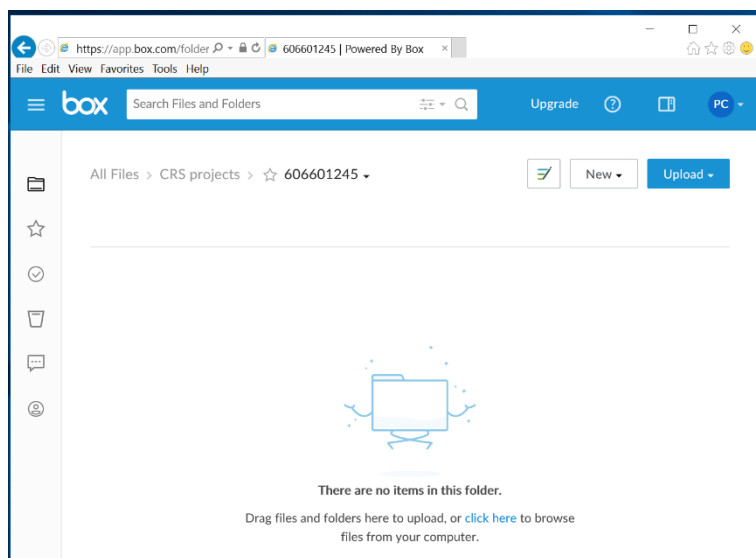 https://app.box.com/folder
606601245 | Powered By Box
File Edit View Favorites Tools Help
box
Search Files and Folders
Upgrade
PC
All Files > CRS projects > 606601245
New
Upload
There are no items in this folder.
Drag files and folders here to upload, or click here to browse
files from your computer.